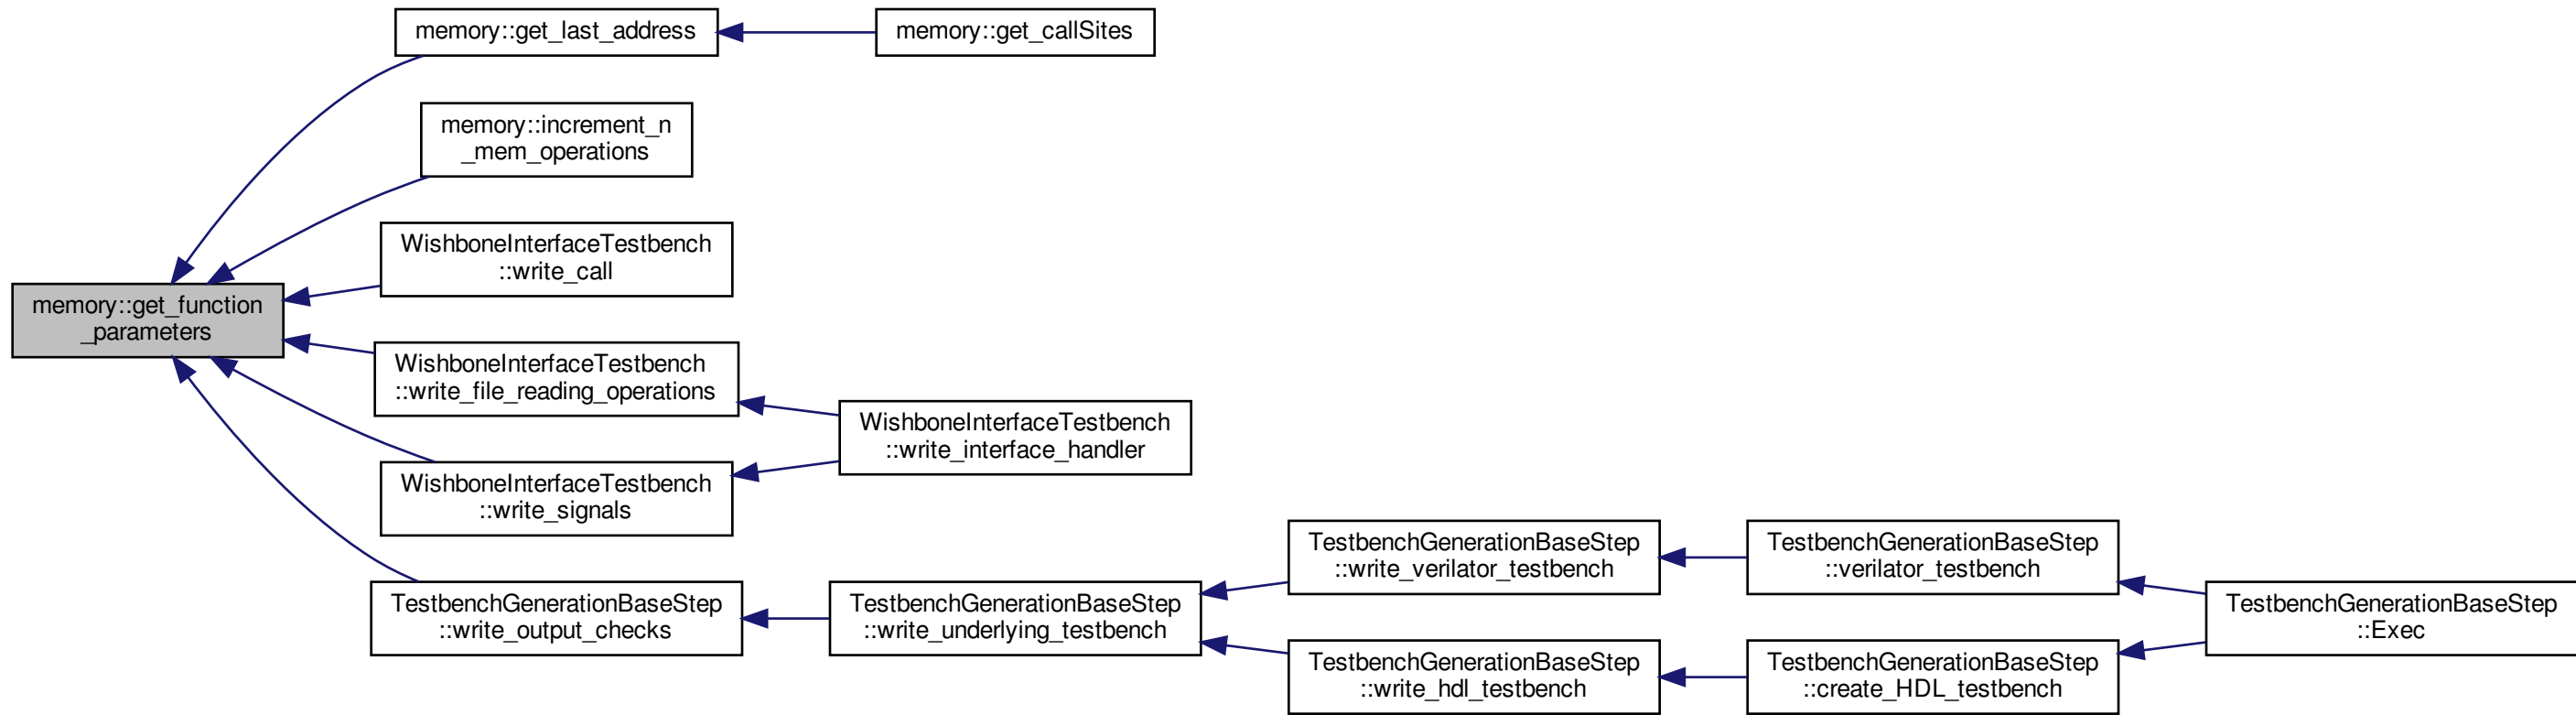 memory::get_last_address
memory::get_callSites
memory::increment_n
_mem_operations
WishboneInterfaceTestbench
::write_call
memory::get_function
_parameters
WishboneInterfaceTestbench
::write_file_reading_operations
WishboneInterfaceTestbench
::write_interface_handler
WishboneInterfaceTestbench
::write_signals
TestbenchGenerationBaseStep
::write_output_checks
TestbenchGenerationBaseStep
::write_underlying_testbench
TestbenchGenerationBaseStep
::write_verilator_testbench
TestbenchGenerationBaseStep
::verilator_testbench
TestbenchGenerationBaseStep
::write_hdl_testbench
TestbenchGenerationBaseStep
::create_HDL_testbench
TestbenchGenerationBaseStep
::Exec